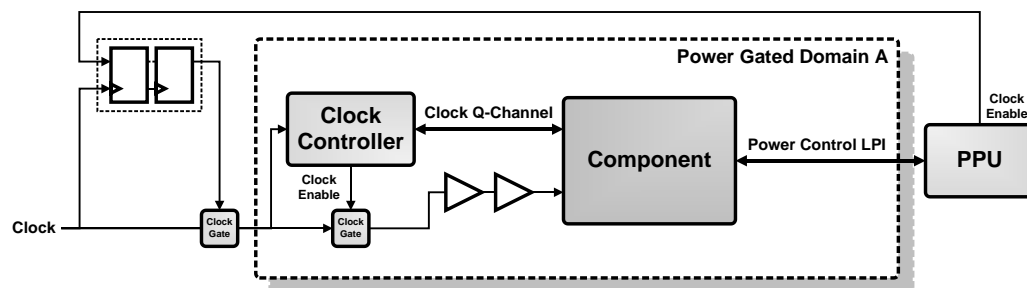 Power Gated Domain A
Clock
Enable
Clock
Controller
Clock Q-Channel
Component
Power Control LPI
PPU
Clock
Enable
Clock
Clock
Gate
Clock
Gate